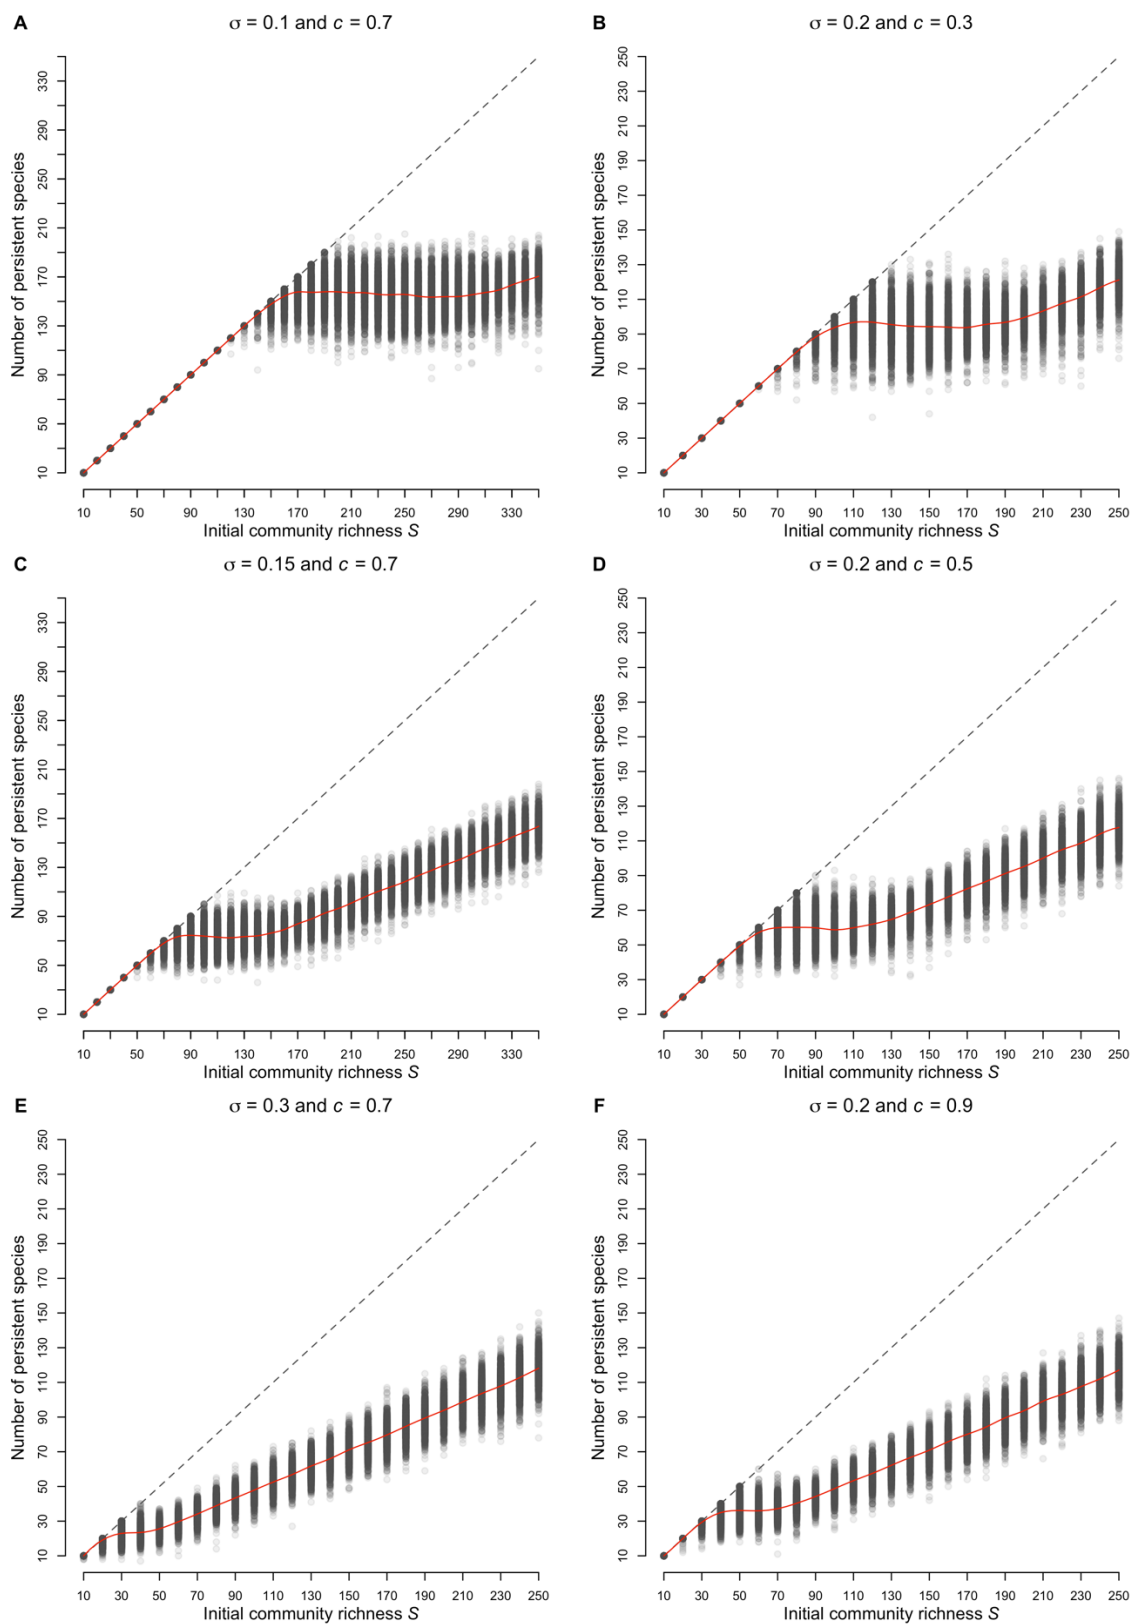 A σ = 0.1 and c = 0.7
Number of persistent species
330
290
250
210
170
130
90
50
10
10 50 90 130 170 210 250 290 330
Initial community richness S
B σ = 0.2 and c = 0.3
Number of persistent species
250
230
210
190
170
150
130
110
90
70
50
30
10
10 30 50 70 90 110 130 150 170 190 210 230 250
Initial community richness S
C σ = 0.15 and c = 0.7
Number of persistent species
330
290
250
210
170
130
90
50
10
10 50 90 130 170 210 250 290 330
Initial community richness S
D σ = 0.2 and c = 0.5
Number of persistent species
250
230
210
190
170
150
130
110
90
70
50
30
10
10 30 50 70 90 110 130 150 170 190 210 230 250
Initial community richness S
E σ = 0.3 and c = 0.7
Number of persistent species
250
230
210
190
170
150
130
110
90
70
50
30
10
10 30 50 70 90 110 130 150 170 190 210 230 250
Initial community richness S
F σ = 0.2 and c = 0.9
Number of persistent species
250
230
210
190
170
150
130
110
90
70
50
30
10
10 30 50 70 90 110 130 150 170 190 210 230 250
Initial community richness S